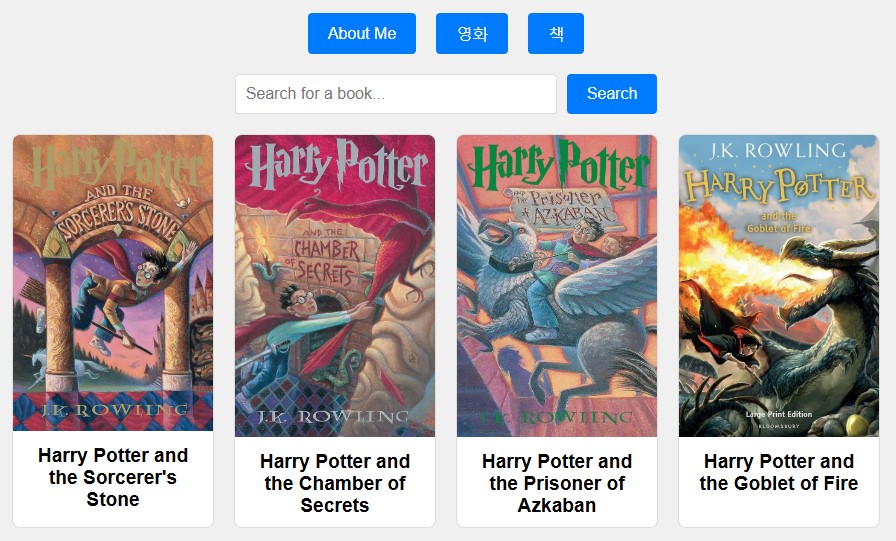 About Me
영화
책
Search for a book...
Search
Harry Potter
AND THE
SORCERER'S STONE
J.K. ROWLING
Harry Potter and
the Sorcerer's
Stone
Harry Potter
AND THE
CHAMBER
OF
SECRETS
J.K. ROWLING
Harry Potter and
the Chamber of
Secrets
Harry Potter
AND
THE Prisoner
of AZKABAN
J.K. ROWLING
Harry Potter and
the Prisoner of
Azkaban
J.K. ROWLING
HARRY POTTER
and the
Goblet of Fire
Large Print Edition
BLOOMSBURY
Harry Potter and
the Goblet of Fire